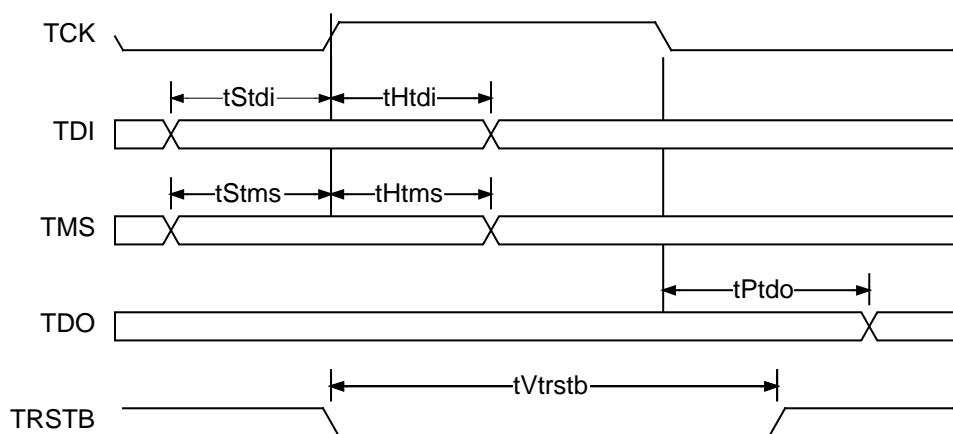 TCK
tStdi tHtdi
TDI
tStms tHtms
TMS
tPtdo
TDO
tVtrstb
TRSTB